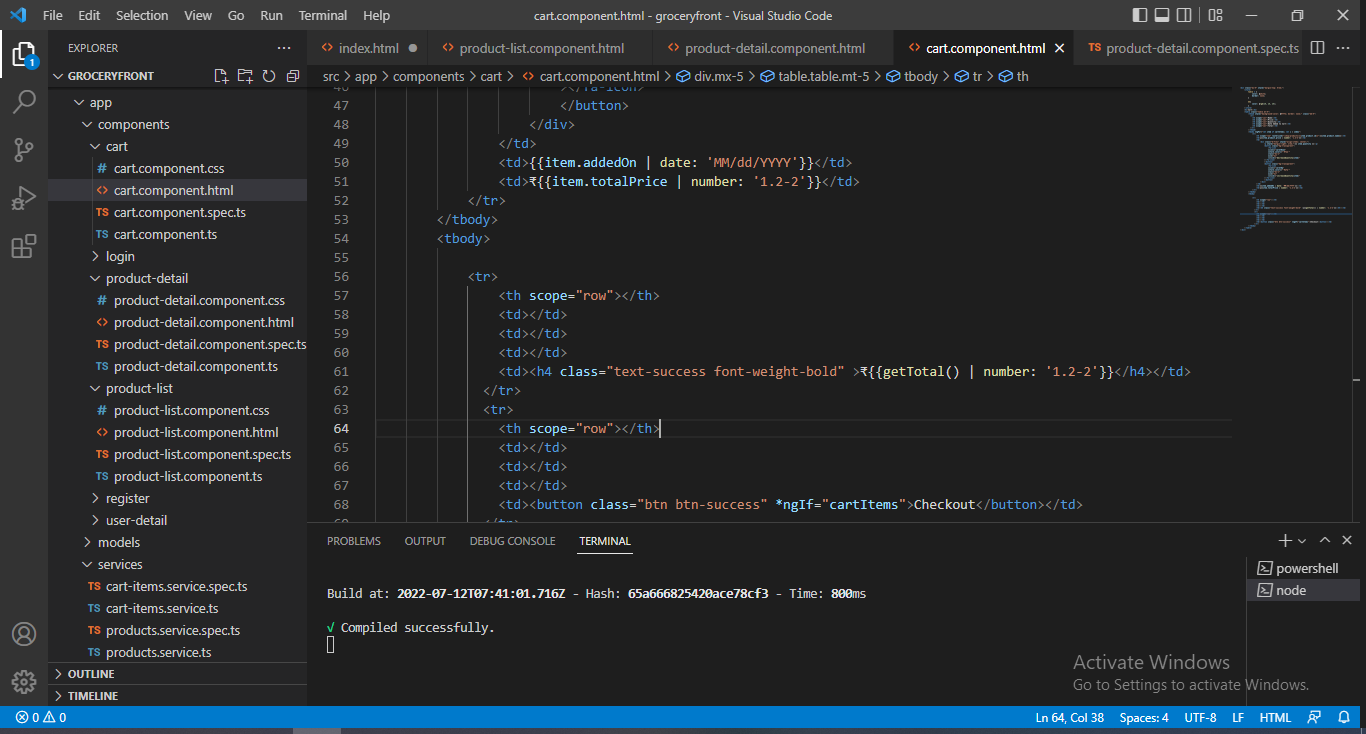 File Edit Selection View Go Run Terminal Help
cart.component.html - groceryfront - Visual Studio Code
EXPLORER
index.html
product-list.component.html
product-detail.component.html
cart.component.html
TS product-detail.component.spec.ts
GROCERYFRONT
src > app > components > cart > cart.component.html > div.mx-5 > table.table.mt-5 > tbody > tr > th
app
components
cart
# cart.component.css
cart.component.html
TS cart.component.spec.ts
TS cart.component.ts
login
product-detail
# product-detail.component.css
product-detail.component.html
TS product-detail.component.spec.ts
TS product-detail.component.ts
product-list
# product-list.component.css
product-list.component.html
TS product-list.component.spec.ts
TS product-list.component.ts
register
user-detail
models
services
TS cart-items.service.spec.ts
TS cart-items.service.ts
TS products.service.spec.ts
TS products.service.ts
OUTLINE
TIMELINE
46 ></fa-icon>
47 </button>
48 </div>
49 </td>
50 <td>{{item.addedOn | date: 'MM/dd/YYYY'}}</td>
51 <td>₹{{item.totalPrice | number: '1.2-2'}}</td>
52 </tr>
53 </tbody>
54 <tbody>
55
56 <tr>
57 <th scope="row"></th>
58 <td></td>
59 <td></td>
60 <td></td>
61 <td><h4 class="text-success font-weight-bold" >₹{{getTotal() | number: '1.2-2'}}</h4></td>
62 </tr>
63 <tr>
64 <th scope="row"></th>
65 <td></td>
66 <td></td>
67 <td></td>
68 <td><button class="btn btn-success" *ngIf="cartItems">Checkout</button></td>
69 </tr>
PROBLEMS OUTPUT DEBUG CONSOLE TERMINAL
Build at: 2022-07-12T07:41:01.716Z - Hash: 65a666825420ace78cf3 - Time: 800ms
√ Compiled successfully.
powershell
node
Activate Windows
Go to Settings to activate Windows.
1
0 0
Ln 64, Col 38 Spaces: 4 UTF-8 LF HTML